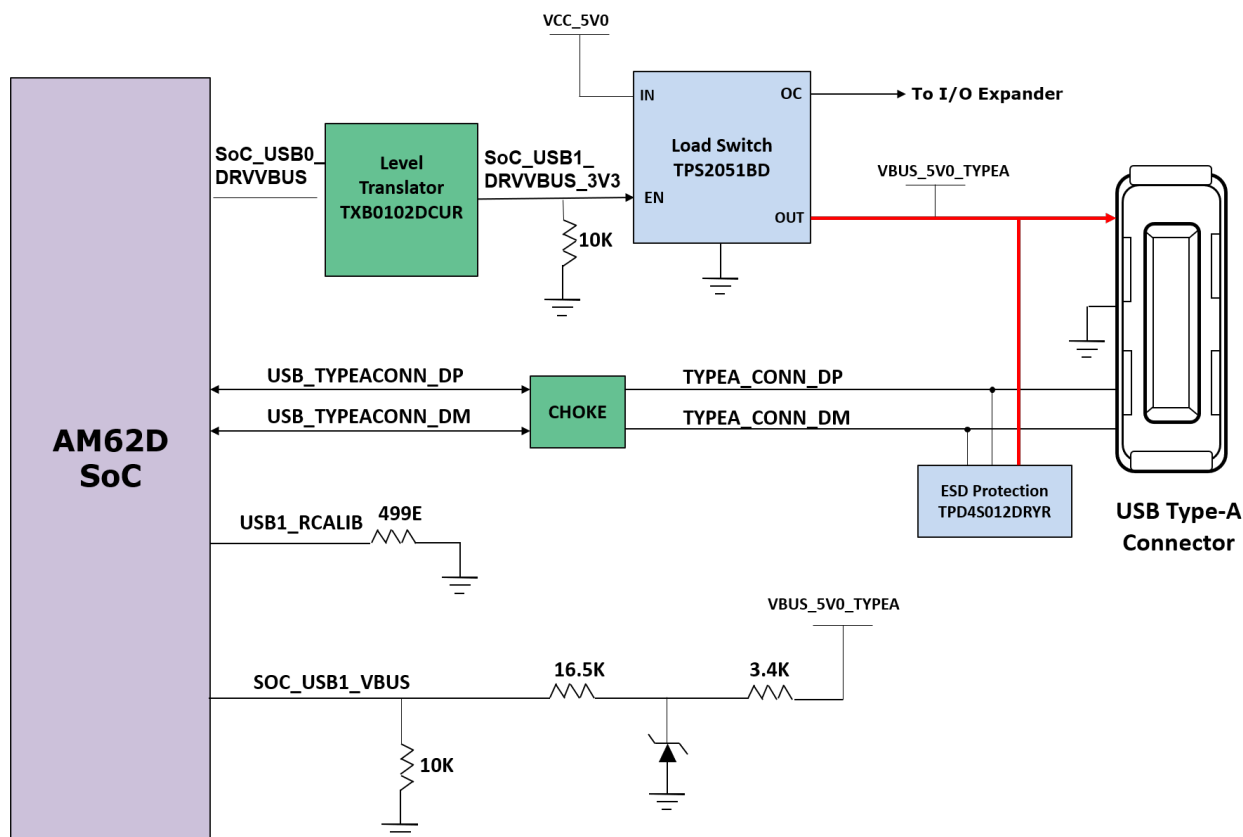 VCC_5V0
AM62D
SoC
SoC_USB0_
DRVVBUS
Level
Translator
TXB0102DCUR
SoC_USB1_
DRVVBUS_3V3
10K
IN
OC
Load Switch
TPS2051BD
EN
OUT
To I/O Expander
VBUS_5V0_TYPEA
USB_TYPEACONN_DP
USB_TYPEACONN_DM
CHOKE
TYPEA_CONN_DP
TYPEA_CONN_DM
ESD Protection
TPD4S012DRYR
USB Type-A
Connector
USB1_RCALIB
499E
VBUS_5V0_TYPEA
SOC_USB1_VBUS
16.5K
3.4K
10K